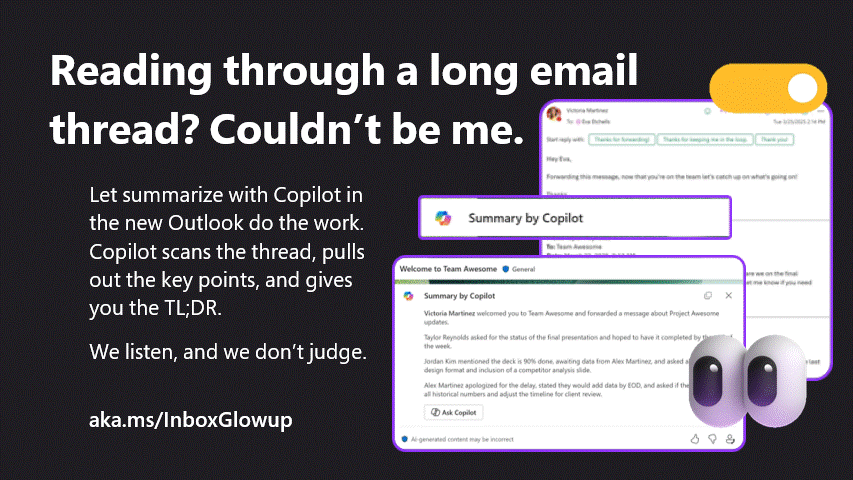 Reading through a long email
thread? Couldn't be me.
Let summarize with Copilot in
the new Outlook do the work.
Copilot scans the thread, pulls
out the key points, and gives
you the TL;DR.
We listen, and we don't judge.
aka.ms/InboxGlowup
Victoria Martinez
To: Eva Etchells
Tue 3/25/2025 2:14 PM
Start reply with: Thanks for forwarding! Thanks for keeping me in the loop. Thank you!
Hey Eva,
Forwarding this message, now that you're on the team let's catch up on what's going on!
Thanks
Summary by Copilot
To: Team Awesome
are we on the final
et me know if you need
last
Welcome to Team Awesome General
Summary by Copilot
Victoria Martinez welcomed you to Team Awesome and forwarded a message about Project Awesome
updates.
Taylor Reynolds asked for the status of the final presentation and hoped to have it completed by the
of
the week.
Jordan Kim mentioned the deck is 90% done, awaiting data from Alex Martinez, and asked
design format and inclusion of a competitor analysis slide.
Alex Martinez apologized for the delay, stated they would add data by EOD, and asked if the
all historical numbers and adjust the timeline for client review.
Ask Copilot
AI-generated content may be incorrect